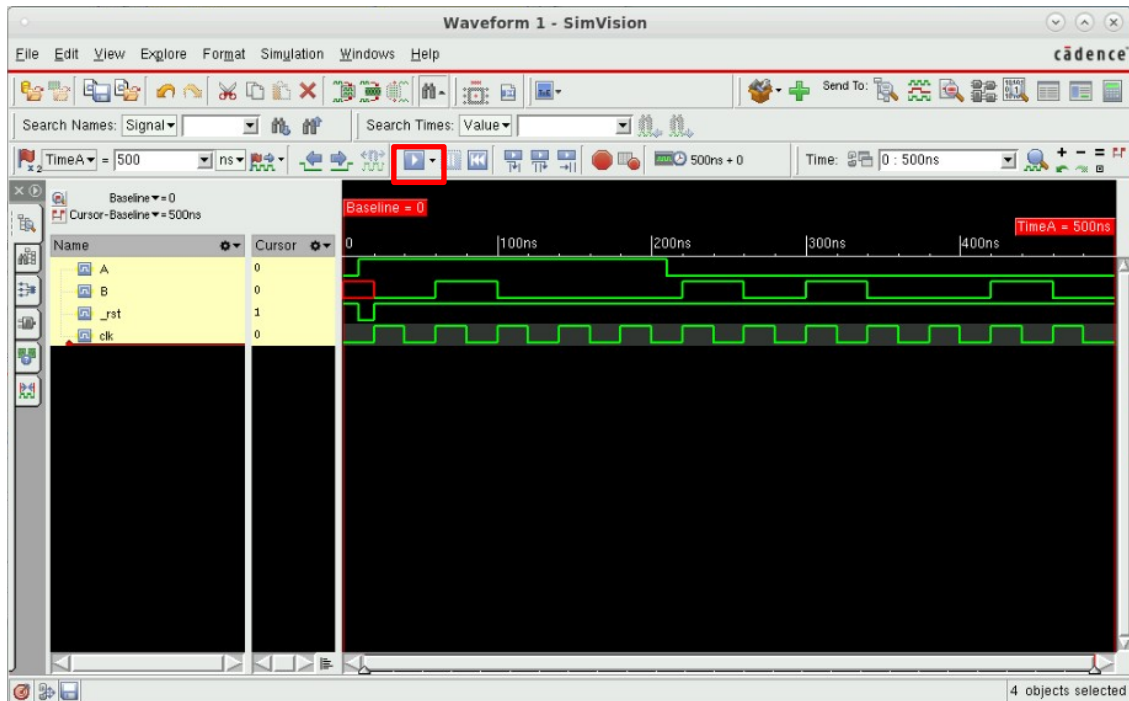 Waveform 1 - SimVision
File Edit View Explore Format Simulation Windows Help
cādence
Send To:
Search Names: Signal
Search Times: Value
TimeA = 500 ns
500ns + 0
Time: 0 : 500ns
Baseline = 0
Cursor-Baseline = 500ns
Baseline = 0
TimeA = 500ns
Name Cursor 0 100ns 200ns 300ns 400ns
A 0
B 0
_rst 1
clk 0
4 objects selected